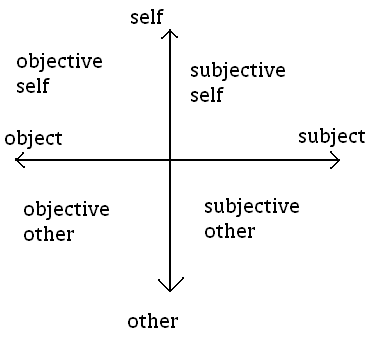 self
objective
self
subjective
self
object
subject
objective
other
subjective
other
other